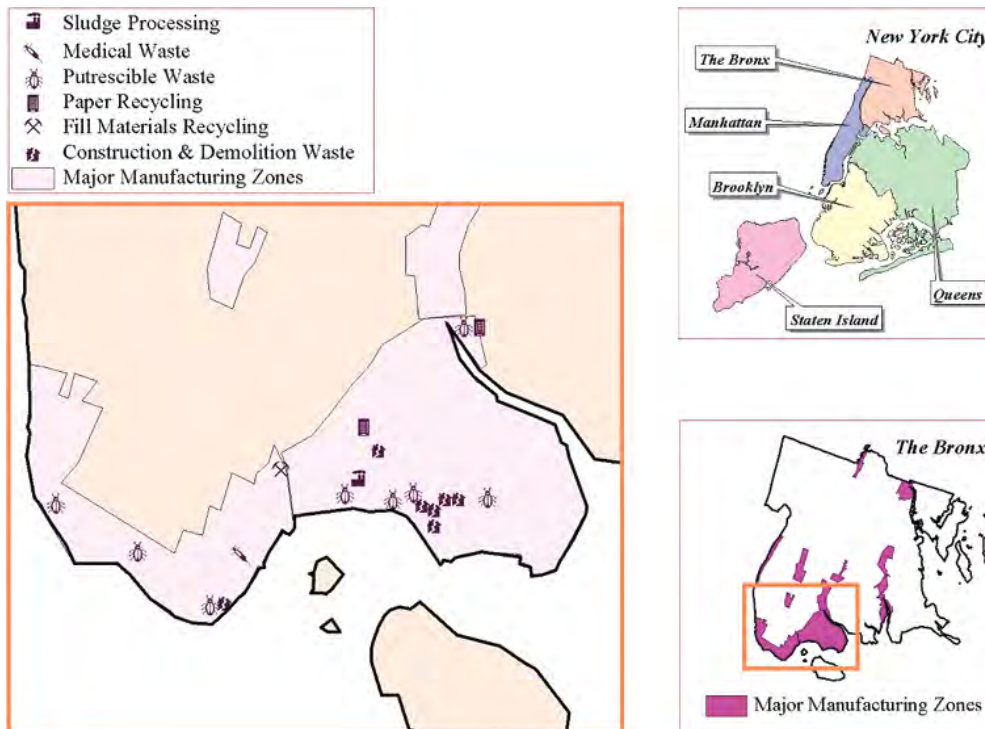 Sludge Processing
Medical Waste
Putrescible Waste
Paper Recycling
Fill Materials Recycling
Construction & Demolition Waste
Major Manufacturing Zones
New York City
The Bronx
Manhattan
Brooklyn
Queens
Staten Island
The Bronx
Major Manufacturing Zones